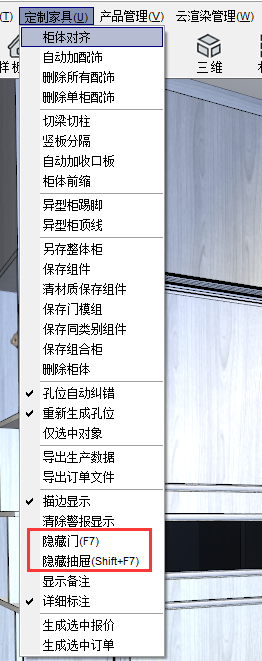 (I) 定制家具(U) 产品管理(V) 云渲染管理(W)
样板
三维
柜体对齐
自动加配饰
删除所有配饰
删除单柜配饰
切梁切柱
竖板分隔
自动加收口板
柜体前缩
异型柜踢脚
异型柜顶线
另存整体柜
保存组件
清材质保存组件
保存门模组
保存同类别组件
保存组合柜
删除柜体
孔位自动纠错
重新生成孔位
仅选中对象
导出生产数据
导出订单文件
描边显示
清除警报显示
隐藏门(F7)
隐藏抽屉(Shift+F7)
显示备注
详细标注
生成选中报价
生成选中订单